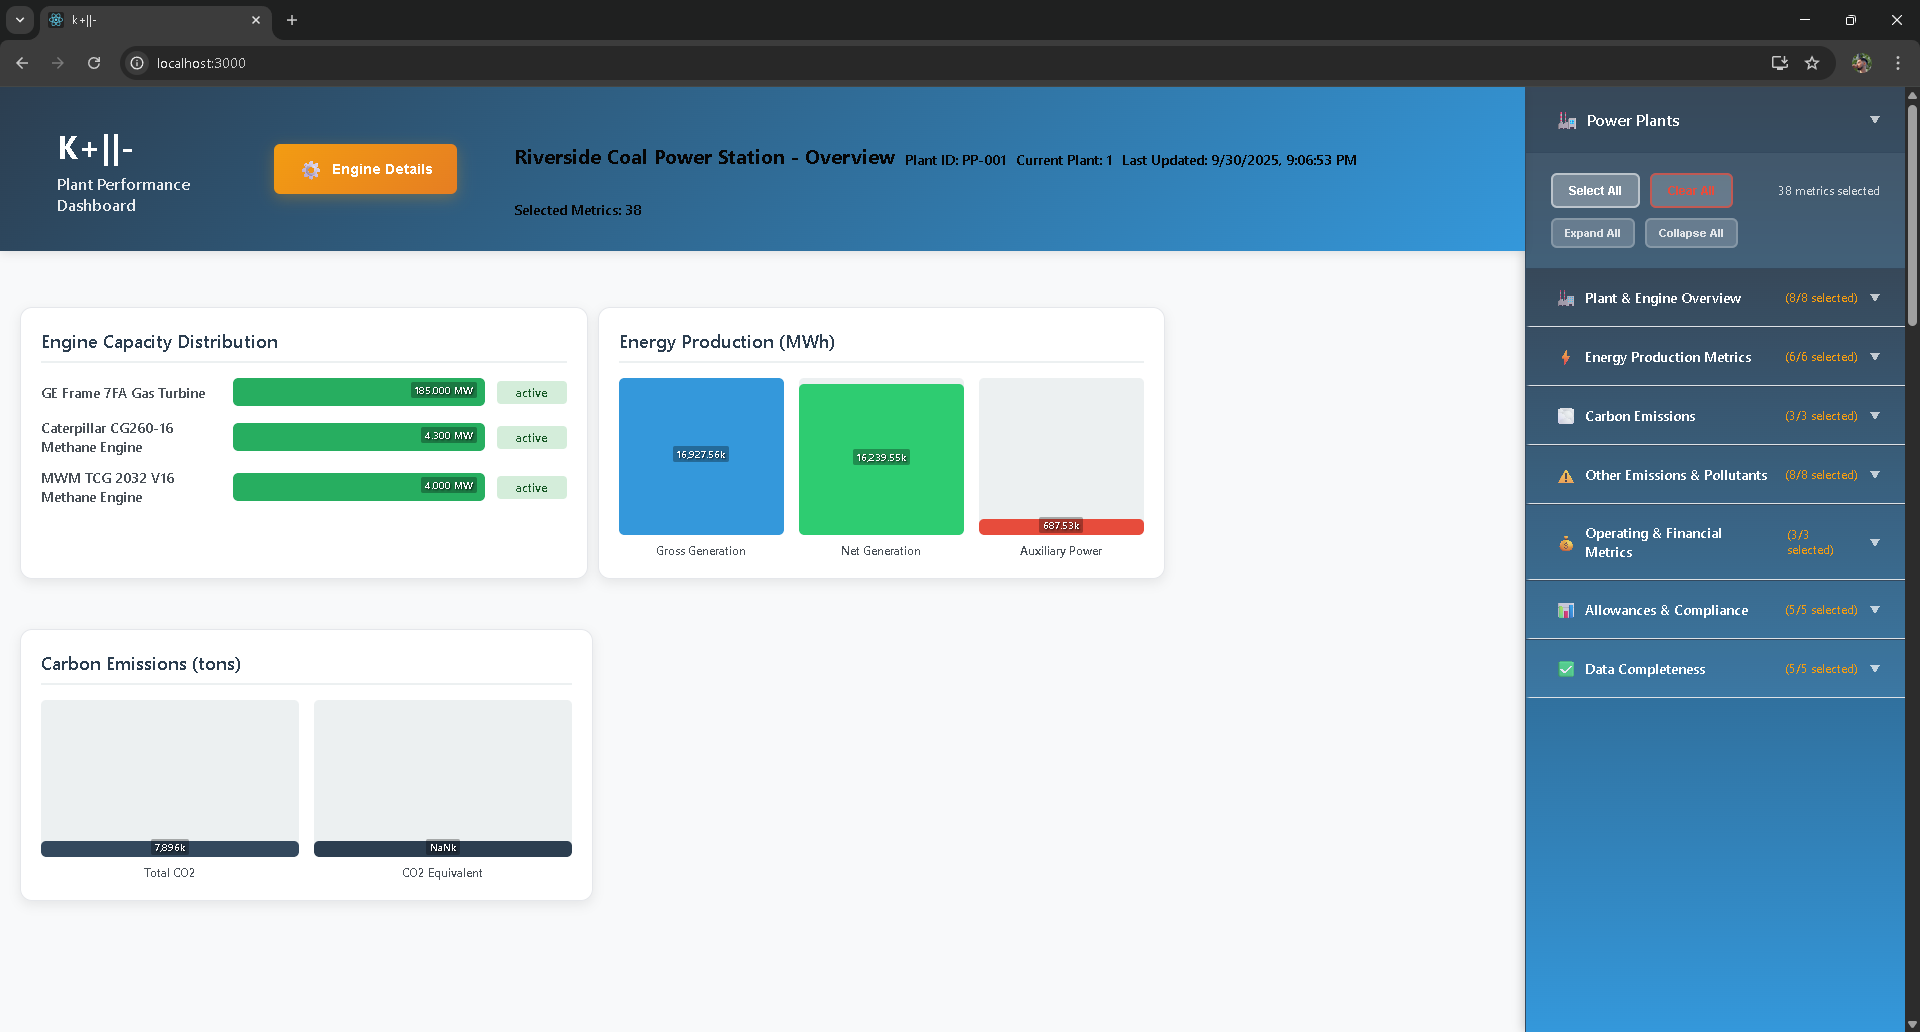 K+||-
localhost:3000
K+||-
Plant Performance
Dashboard
Engine Details
Riverside Coal Power Station - Overview Plant ID: PP-001 Current Plant: 1 Last Updated: 9/30/2025, 9:06:53 PM
Selected Metrics: 38
Engine Capacity Distribution
GE Frame 7FA Gas Turbine 185.000 MW active
Caterpillar CG260-16
Methane Engine
4.300 MW active
MWM TCG 2032 V16
Methane Engine
4.000 MW active
Energy Production (MWh)
16,927.56k
16,239.55k
687.53k
Gross Generation Net Generation Auxiliary Power
Carbon Emissions (tons)
7,896k NaNk
Total CO2 CO2 Equivalent
Power Plants
Select All Clear All 38 metrics selected
Expand All Collapse All
Plant & Engine Overview (8/8 selected)
Energy Production Metrics (6/6 selected)
Carbon Emissions (3/3 selected)
Other Emissions & Pollutants (8/8 selected)
Operating & Financial
Metrics
(3/3
selected)
Allowances & Compliance (5/5 selected)
Data Completeness (5/5 selected)